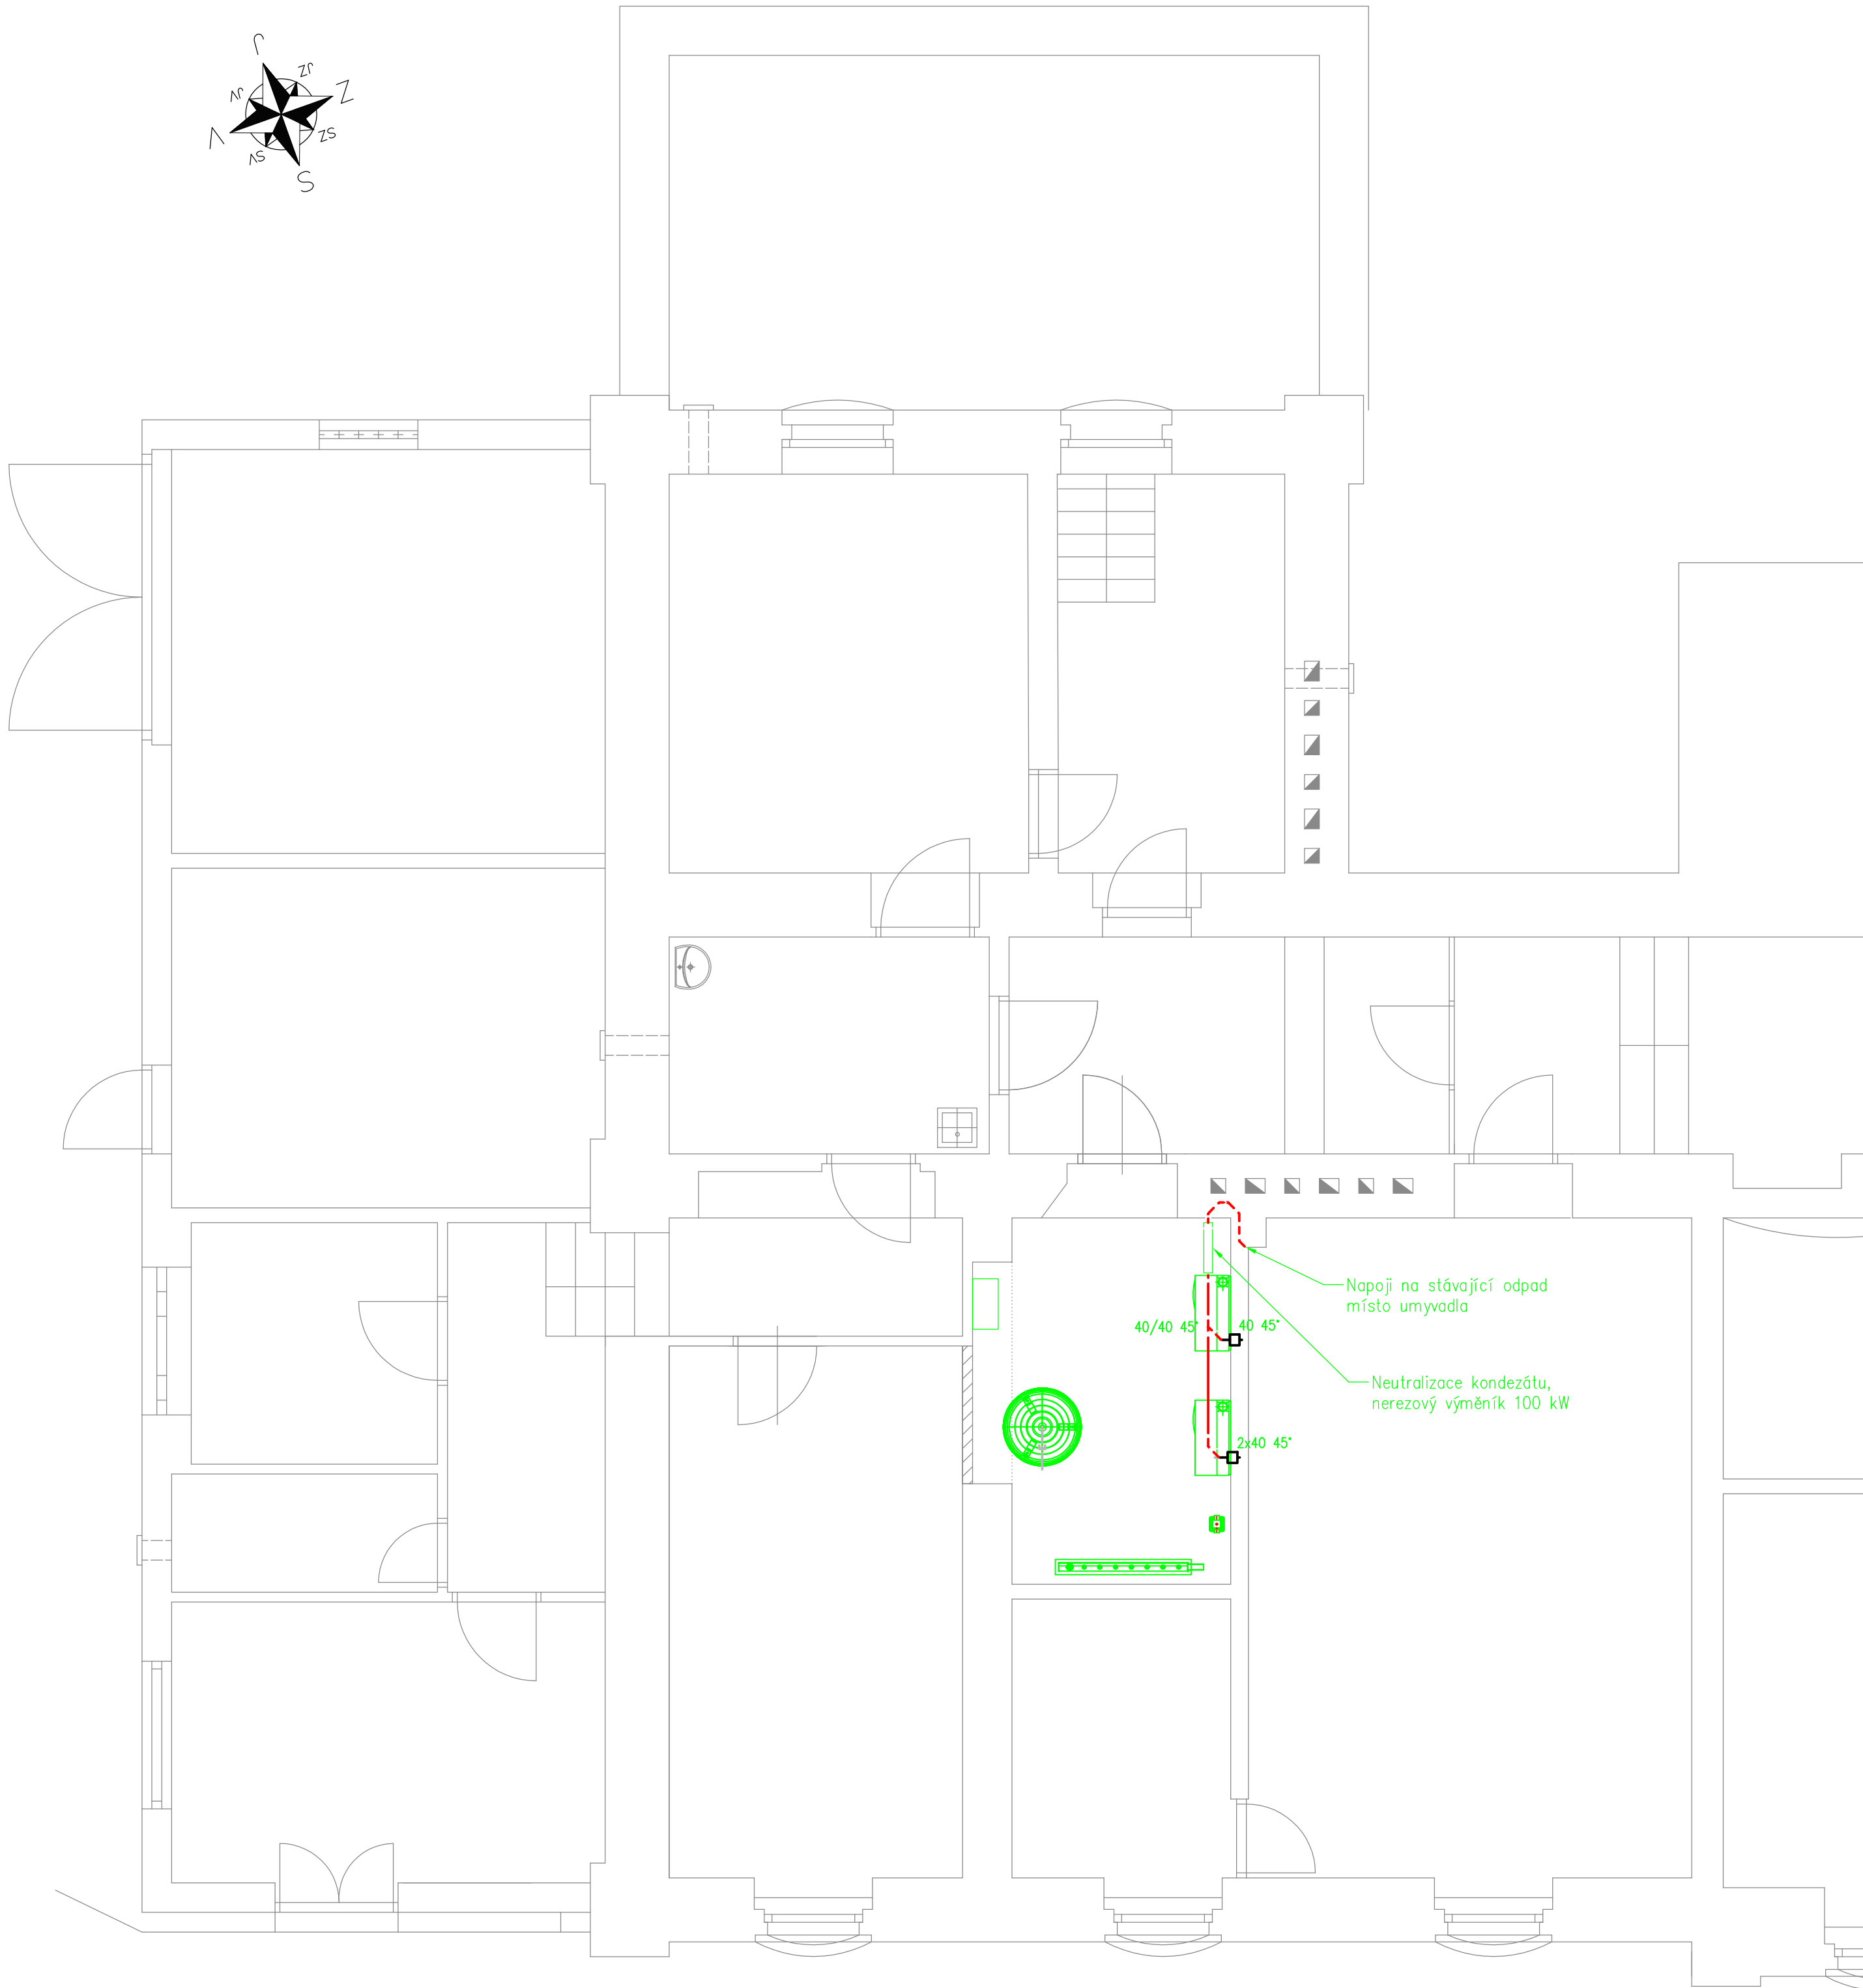 J
JZ
Z
JV
V
ZS
SV
S
Napoji na stávající odpad
místo umyvadla
40/40 45°
40 45°
Neutralizace kondezátu,
nerezový výměník 100 kW
2x40 45°